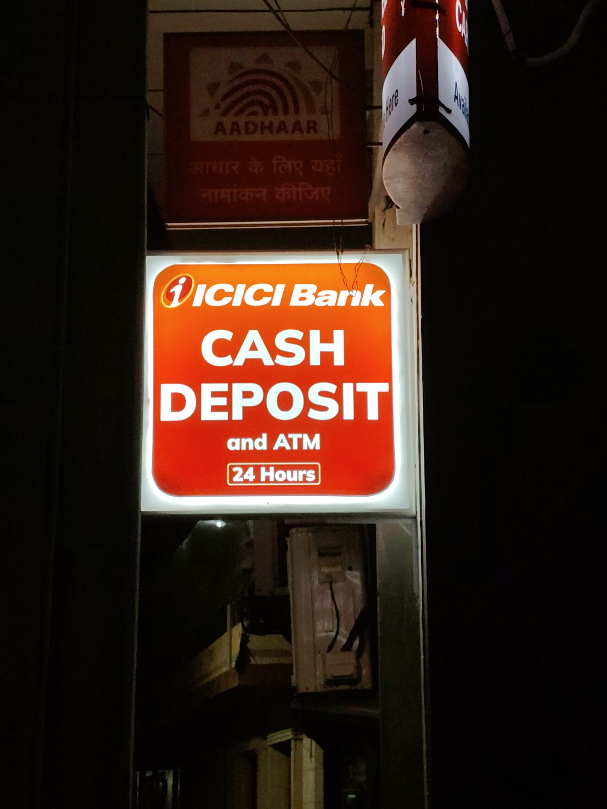 AADHAAR
आधार के लिए यहाँ
नामांकन कीजिए
ICICI Bank
CASH
DEPOSIT
and ATM
24 Hours